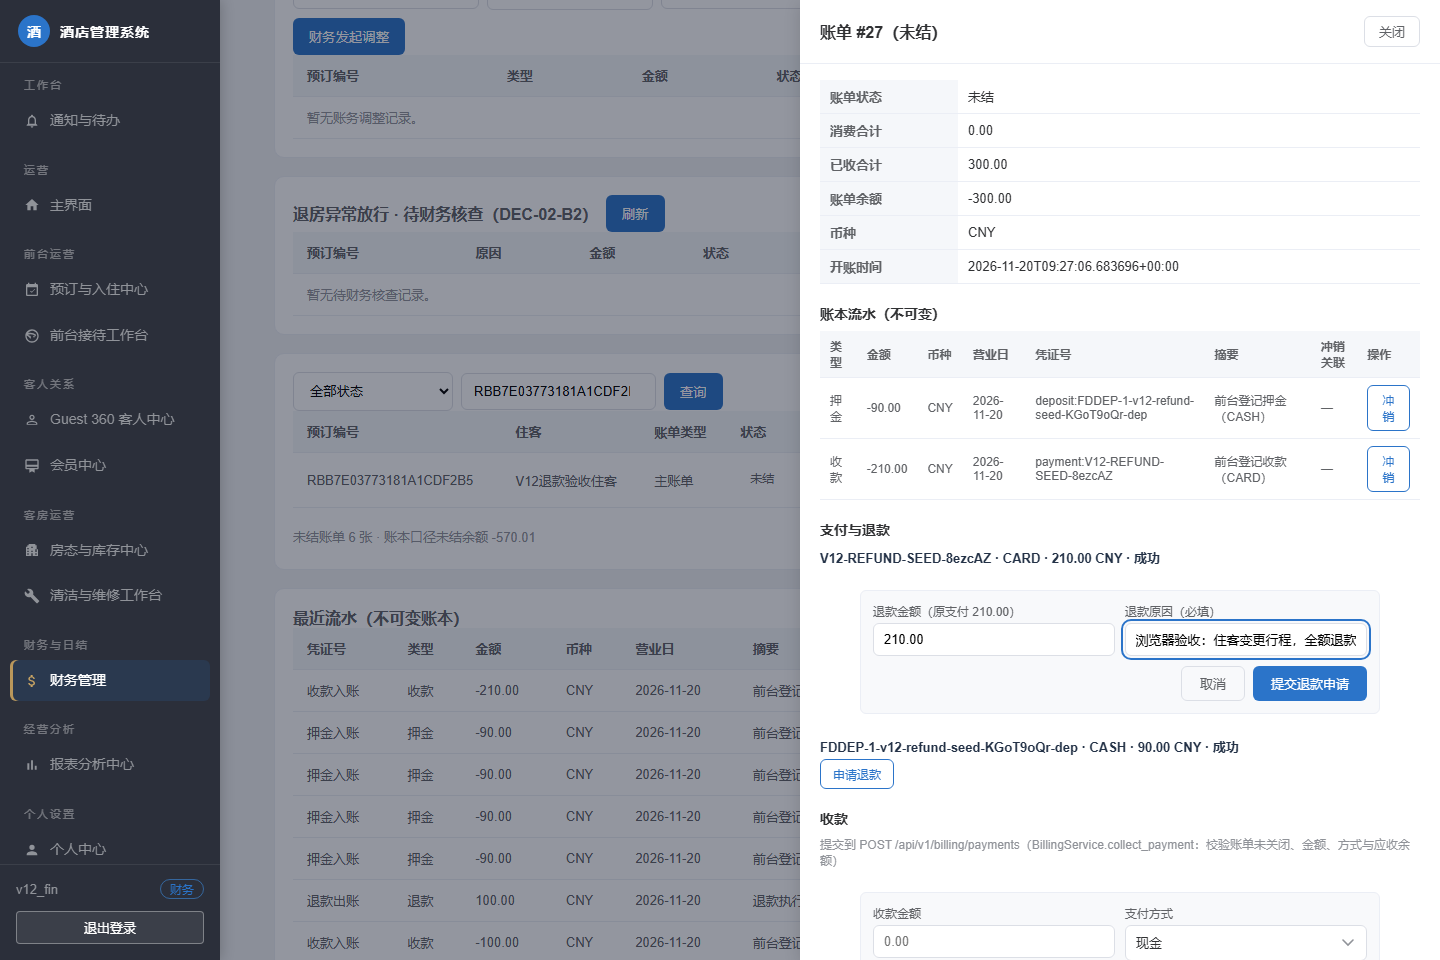 酒 酒店管理系统
工作台
通知与待办
运营
主界面
前台运营
预订与入住中心
前台接待工作台
客人关系
Guest 360 客人中心
会员中心
客房运营
房态与库存中心
清洁与维修工作台
财务与日结
$ 财务管理
经营分析
报表分析中心
个人设置
个人中心
v12_fin 财务
退出登录
财务发起调整
预订编号 类型 金额 状态
暂无账务调整记录。
退房异常放行 · 待财务核查（DEC-02-B2） 刷新
预订编号 原因 金额 状态
暂无待财务核查记录。
全部状态 RBB7E03773181A1CDF2 查询
预订编号 住客 账单类型 状态
RBB7E03773181A1CDF2B5 V12退款验收住客 主账单 未结
未结账单 6 张 · 账本口径未结余额 -570.01
最近流水（不可变账本）
凭证号 类型 金额 币种 营业日 摘要
收款入账 收款 -210.00 CNY 2026-11-20 前台登记
押金入账 押金 -90.00 CNY 2026-11-20 前台登记
押金入账 押金 -90.00 CNY 2026-11-20 前台登记
押金入账 押金 -90.00 CNY 2026-11-20 前台登记
押金入账 押金 -90.00 CNY 2026-11-20 前台登记
退款出账 退款 100.00 CNY 2026-11-20 退款执行
收款入账 收款 -100.00 CNY 2026-11-20 前台登记
账单 #27（未结） 关闭
账单状态 未结
消费合计 0.00
已收合计 300.00
账单余额 -300.00
币种 CNY
开账时间 2026-11-20T09:27:06.683696+00:00
账本流水（不可变）
类型 金额 币种 营业日 凭证号 摘要 冲销关联 操作
押金 -90.00 CNY 2026-11-20 deposit:FDDEP-1-v12-refund-seed-KGoT9oQr-dep 前台登记押金（CASH） — 冲销
收款 -210.00 CNY 2026-11-20 payment:V12-REFUND-SEED-8ezcAZ 前台登记收款（CARD） — 冲销
支付与退款
V12-REFUND-SEED-8ezcAZ · CARD · 210.00 CNY · 成功
退款金额（原支付 210.00） 退款原因（必填）
210.00 浏览器验收：住客变更行程，全额退款
取消 提交退款申请
FDDEP-1-v12-refund-seed-KGoT9oQr-dep · CASH · 90.00 CNY · 成功
申请退款
收款
提交到 POST /api/v1/billing/payments（BillingService.collect_payment：校验账单未关闭、金额、方式与应收余
额）
收款金额 支付方式
0.00 现金